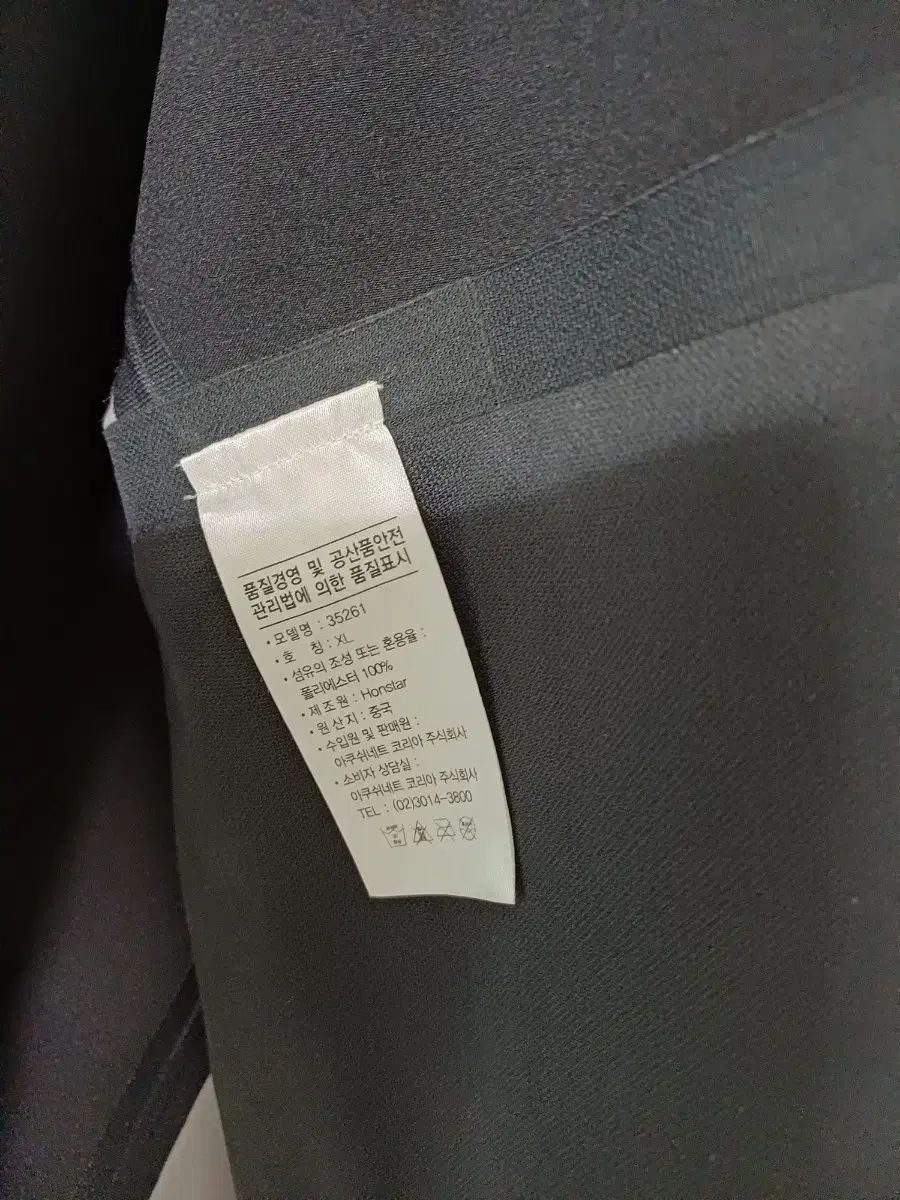 품질경영 및 공산품안전
관리법에 의한 품질표시
• 모델명 : 35261
• 호 칭 : XL
• 섬유의 조성 또는 혼용율 :
폴리에스터 100%
• 제조원 : Honstar
• 원산지 : 중국
• 수입원 및 판매원 :
아쿠쉬네트 코리아 주식회사
• 소비자 상담실 :
아쿠쉬네트 코리아 주식회사
TEL : (02)3014-3800